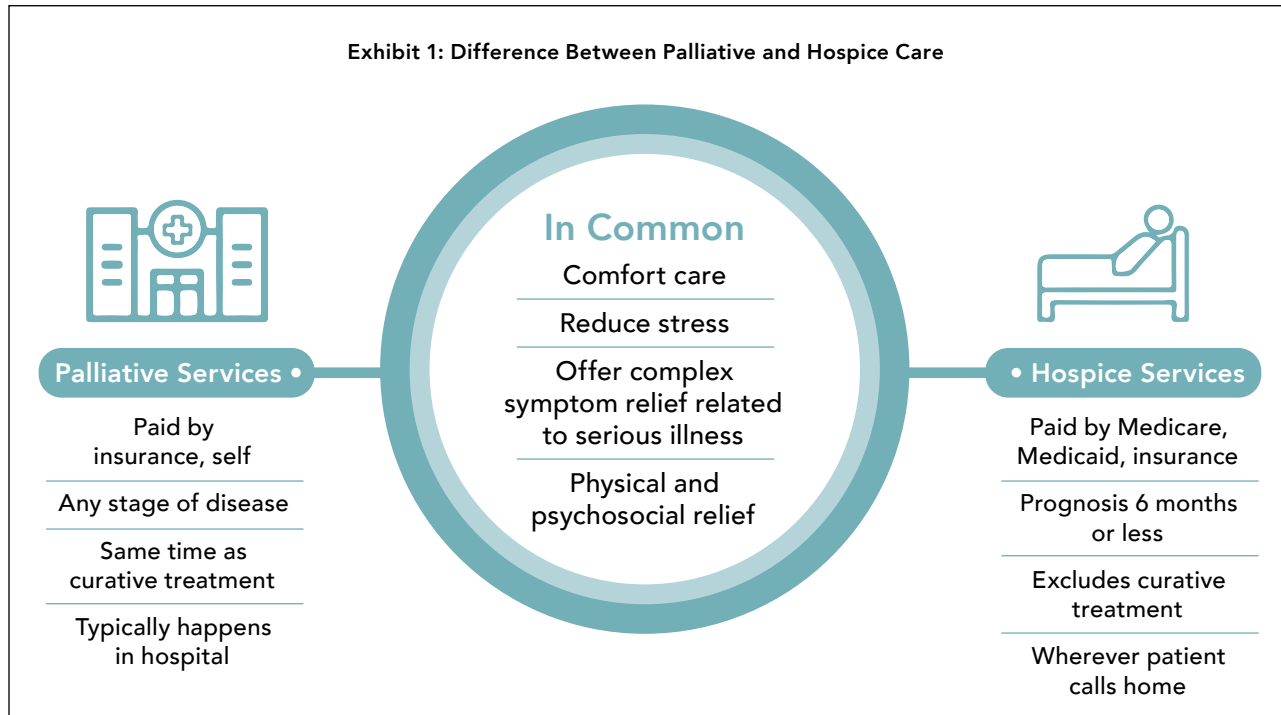 Exhibit 1: Difference Between Palliative and Hospice Care
Palliative Services •
Paid by
insurance, self
Any stage of disease
Same time as
curative treatment
Typically happens
in hospital
In Common
Comfort care
Reduce stress
Offer complex
symptom relief related
to serious illness
Physical and
psychosocial relief
• Hospice Services
Paid by Medicare,
Medicaid, insurance
Prognosis 6 months
or less
Excludes curative
treatment
Wherever patient
calls home